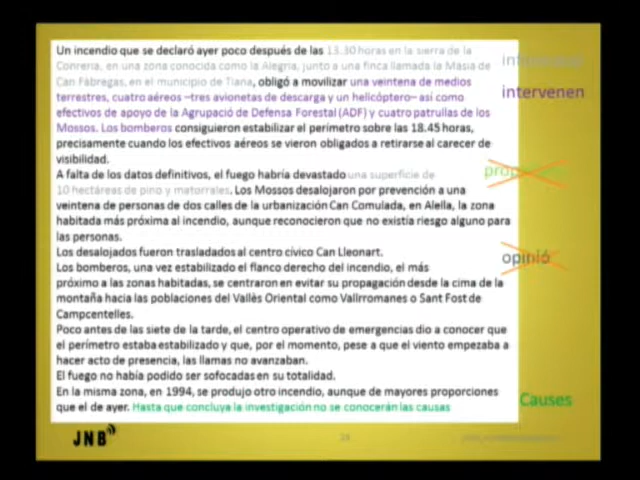 Un incendio que se declaró ayer poco después de las 13.30 horas en la sierra de la
Conreria, en una zona conocida como la Alegria, junto a una finca llamada la Masia de
Can Fàbregas, en el municipio de Tiana, obligó a movilizar una veintena de medios
terrestres, cuatro aéreos –tres avionetas de descarga y un helicóptero– así como
efectivos de apoyo de la Agrupació de Defensa Forestal (ADF) y cuatro patrullas de los
Mossos. Los bomberos consiguieron estabilizar el perímetro sobre las 18.45 horas,
precisamente cuando los efectivos aéreos se vieron obligados a retirarse al carecer de
visibilidad.
A falta de los datos definitivos, el fuego habría devastado una superficie de
10 hectáreas de pino y matorrales. Los Mossos desalojaron por prevención a una
veintena de personas de dos calles de la urbanización Can Comulada, en Alella, la zona
habitada más próxima al incendio, aunque reconocieron que no existía riesgo alguno para
las personas.
Los desalojados fueron trasladados al centro cívico Can Lleonart.
Los bomberos, una vez estabilizado el flanco derecho del incendio, el más
próximo a las zonas habitadas, se centraron en evitar su propagación desde la cima de la
montaña hacia las poblaciones del Vallès Oriental como Vallrromanes o Sant Fost de
Campcentelles.
Poco antes de las siete de la tarde, el centro operativo de emergencias dio a conocer que
el perímetro estaba estabilizado y que, por el momento, pese a que el viento empezaba a
hacer acto de presencia, las llamas no avanzaban.
El fuego no había podido ser sofocadas en su totalidad.
En la misma zona, en 1994, se produjo otro incendio, aunque de mayores proporciones
que el de ayer. Hasta que concluya la investigación no se conocerán las causas
intervenen
opinió
Causes
JNB